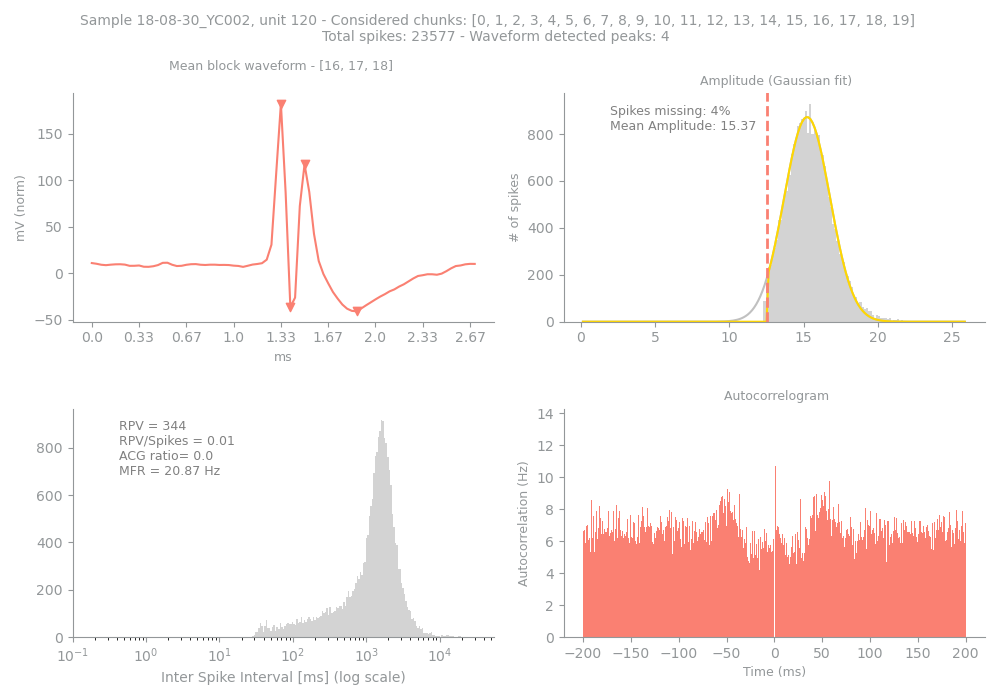 Sample 18-08-30_YC002, unit 120 - Considered chunks: [0, 1, 2, 3, 4, 5, 6, 7, 8, 9, 10, 11, 12, 13, 14, 15, 16, 17, 18, 19]
Total spikes: 23577 - Waveform detected peaks: 4
Mean block waveform - [16, 17, 18]
mV (norm)
150
100
50
0
−50
0.0 0.33 0.67 1.0 1.33 1.67 2.0 2.33 2.67
ms
Amplitude (Gaussian fit)
Spikes missing: 4%
Mean Amplitude: 15.37
# of spikes
800
600
400
200
0
0 5 10 15 20 25
RPV = 344
RPV/Spikes = 0.01
ACG ratio= 0.0
MFR = 20.87 Hz
800
600
400
200
0
10−1 100 101 102 103 104
Inter Spike Interval [ms] (log scale)
Autocorrelogram
Autocorrelation (Hz)
14
12
10
8
6
4
2
0
−200 −150 −100 −50 0 50 100 150 200
Time (ms)